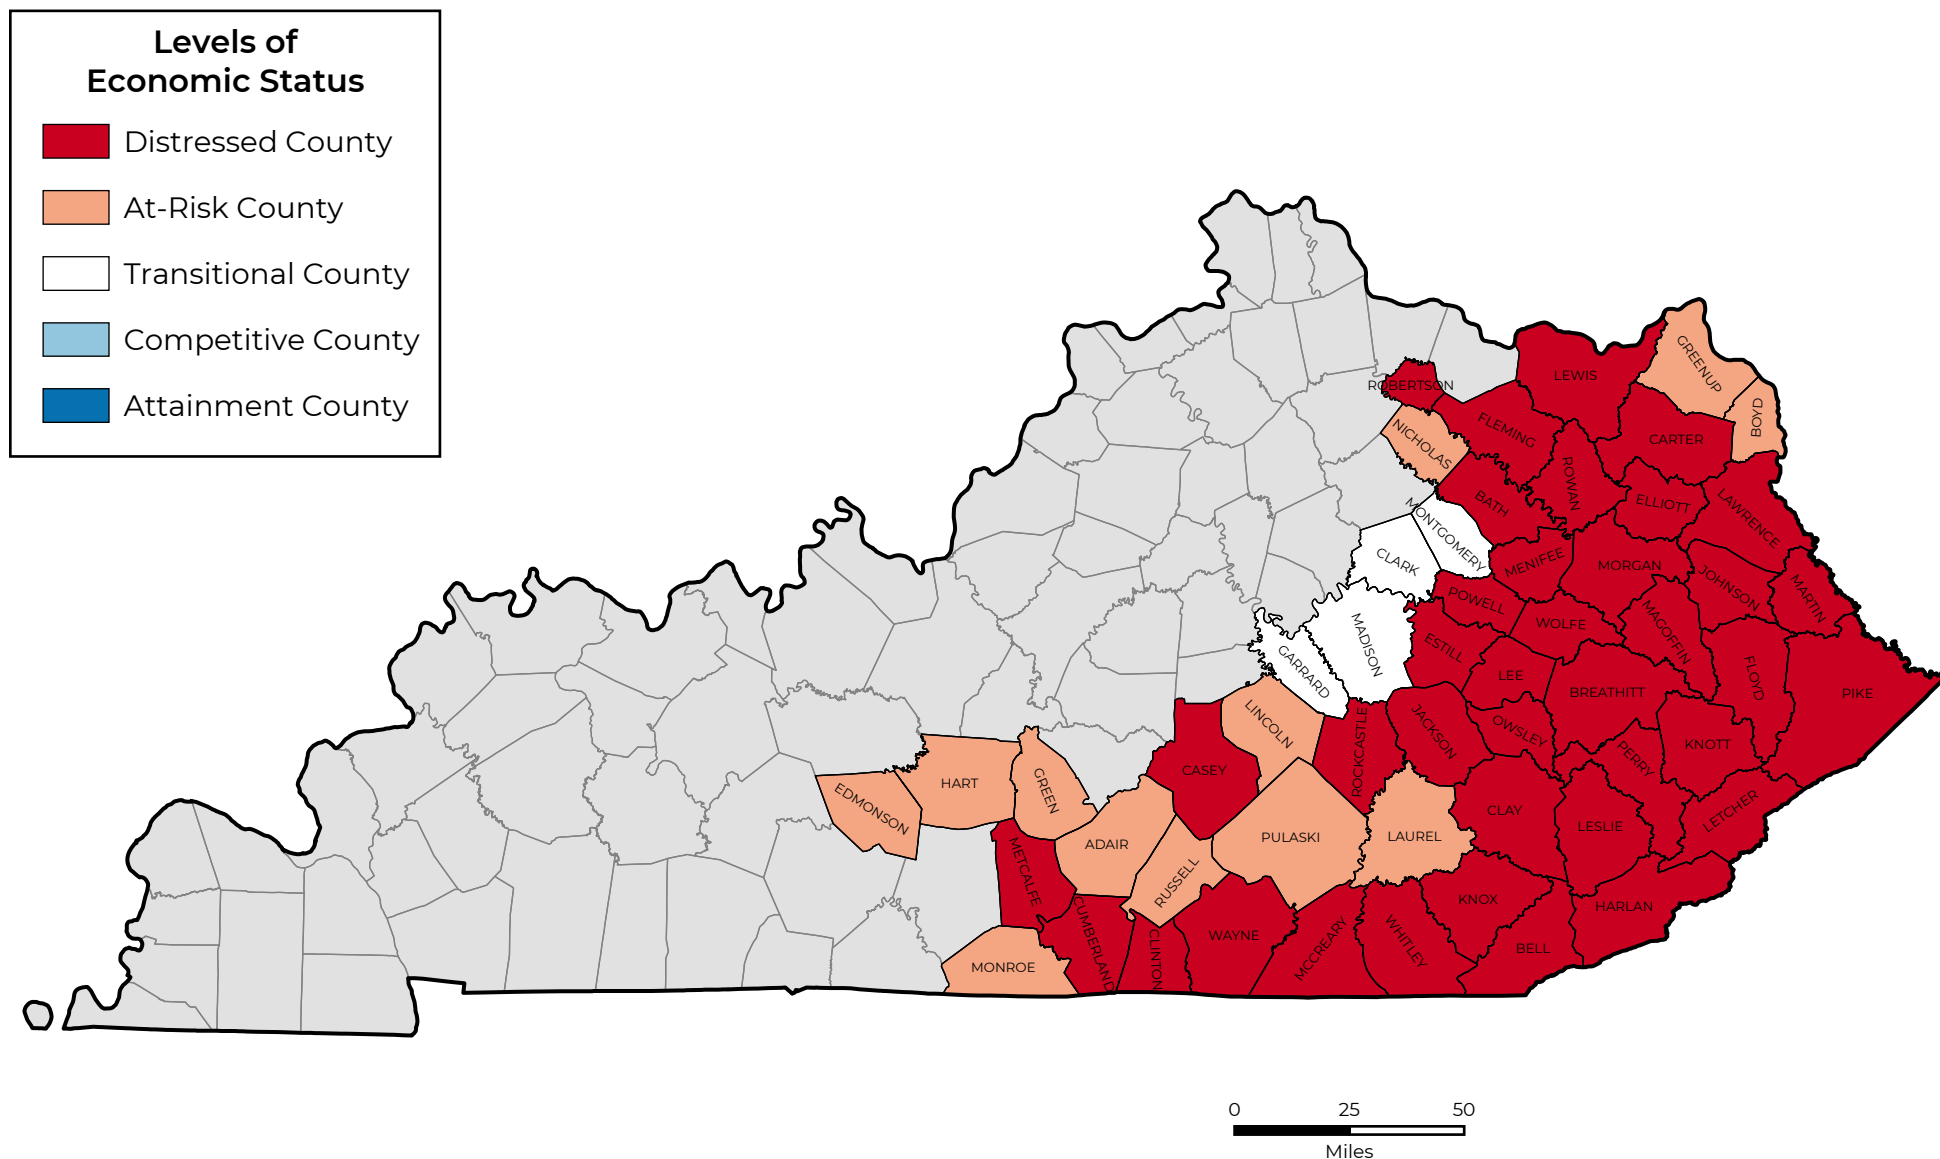 Levels of
Economic Status
Distressed County
At-Risk County
Transitional County
Competitive County
Attainment County
GREENUP
LEWIS
ROBERTSON
BOYD
FLEMING
NICHOLAS
CARTER
ROWAN
BATH
ELLIOTT
LAWRENCE
MONTGOMERY
CLARK
MENIFEE
MORGAN
JOHNSON
MARTIN
POWELL
WOLFE
MAGOFFIN
MADISON
ESTILL
GARRARD
LEE
FLOYD
BREATHITT
PIKE
LINCOLN
JACKSON
OWSLEY
ROCKCASTLE
KNOTT
PERRY
CASEY
HART
GREEN
EDMONSON
CLAY
LETCHER
LESLIE
PULASKI
LAUREL
ADAIR
METCALFE
RUSSELL
KNOX
HARLAN
CUMBERLAND
WAYNE
MCCREARY
WHITLEY
BELL
CLINTON
MONROE
0 25 50
Miles